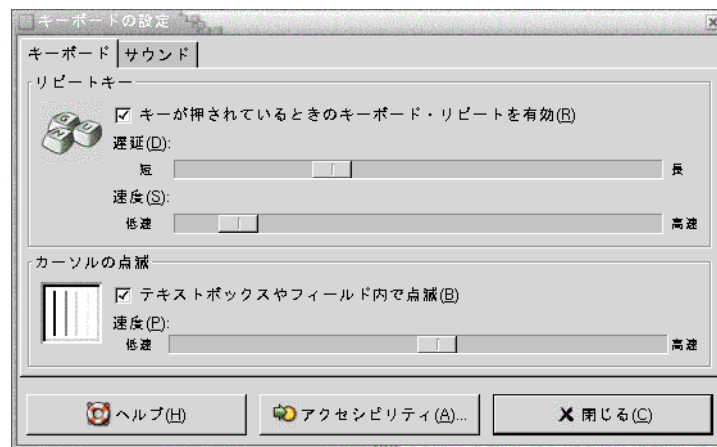 キーボードの設定
キーボード サウンド
リピートキー
キーが押されているときのキーボード・リピートを有効(R)
遅延(D):
短 長
速度(S):
低速 高速
カーソルの点滅
テキストボックスやフィールド内で点滅(B)
速度(P):
低速 高速
ヘルプ(H) アクセシビリティ(A)... 閉じる(C)
G U N